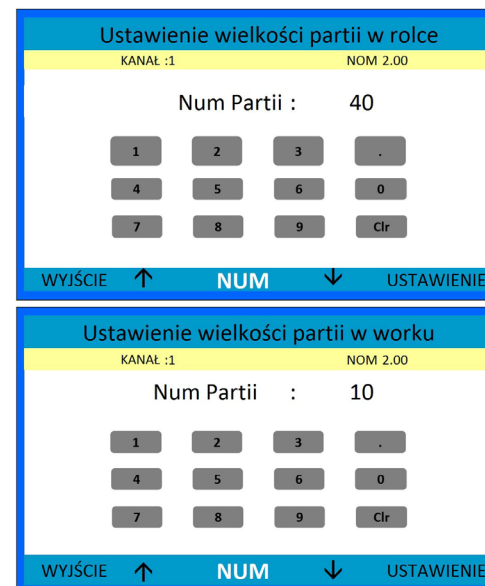 Ustawienie wielkości partii w rolce
KANAŁ :1 NOM 2.00
Num Partii : 40
1 2 3 .
4 5 6 0
7 8 9 Clr
WYJŚCIE ↑ NUM ↓ USTAWIENIE
Ustawienie wielkości partii w worku
KANAŁ :1 NOM 2.00
Num Partii : 10
1 2 3 .
4 5 6 0
7 8 9 Clr
WYJŚCIE ↑ NUM ↓ USTAWIENIE